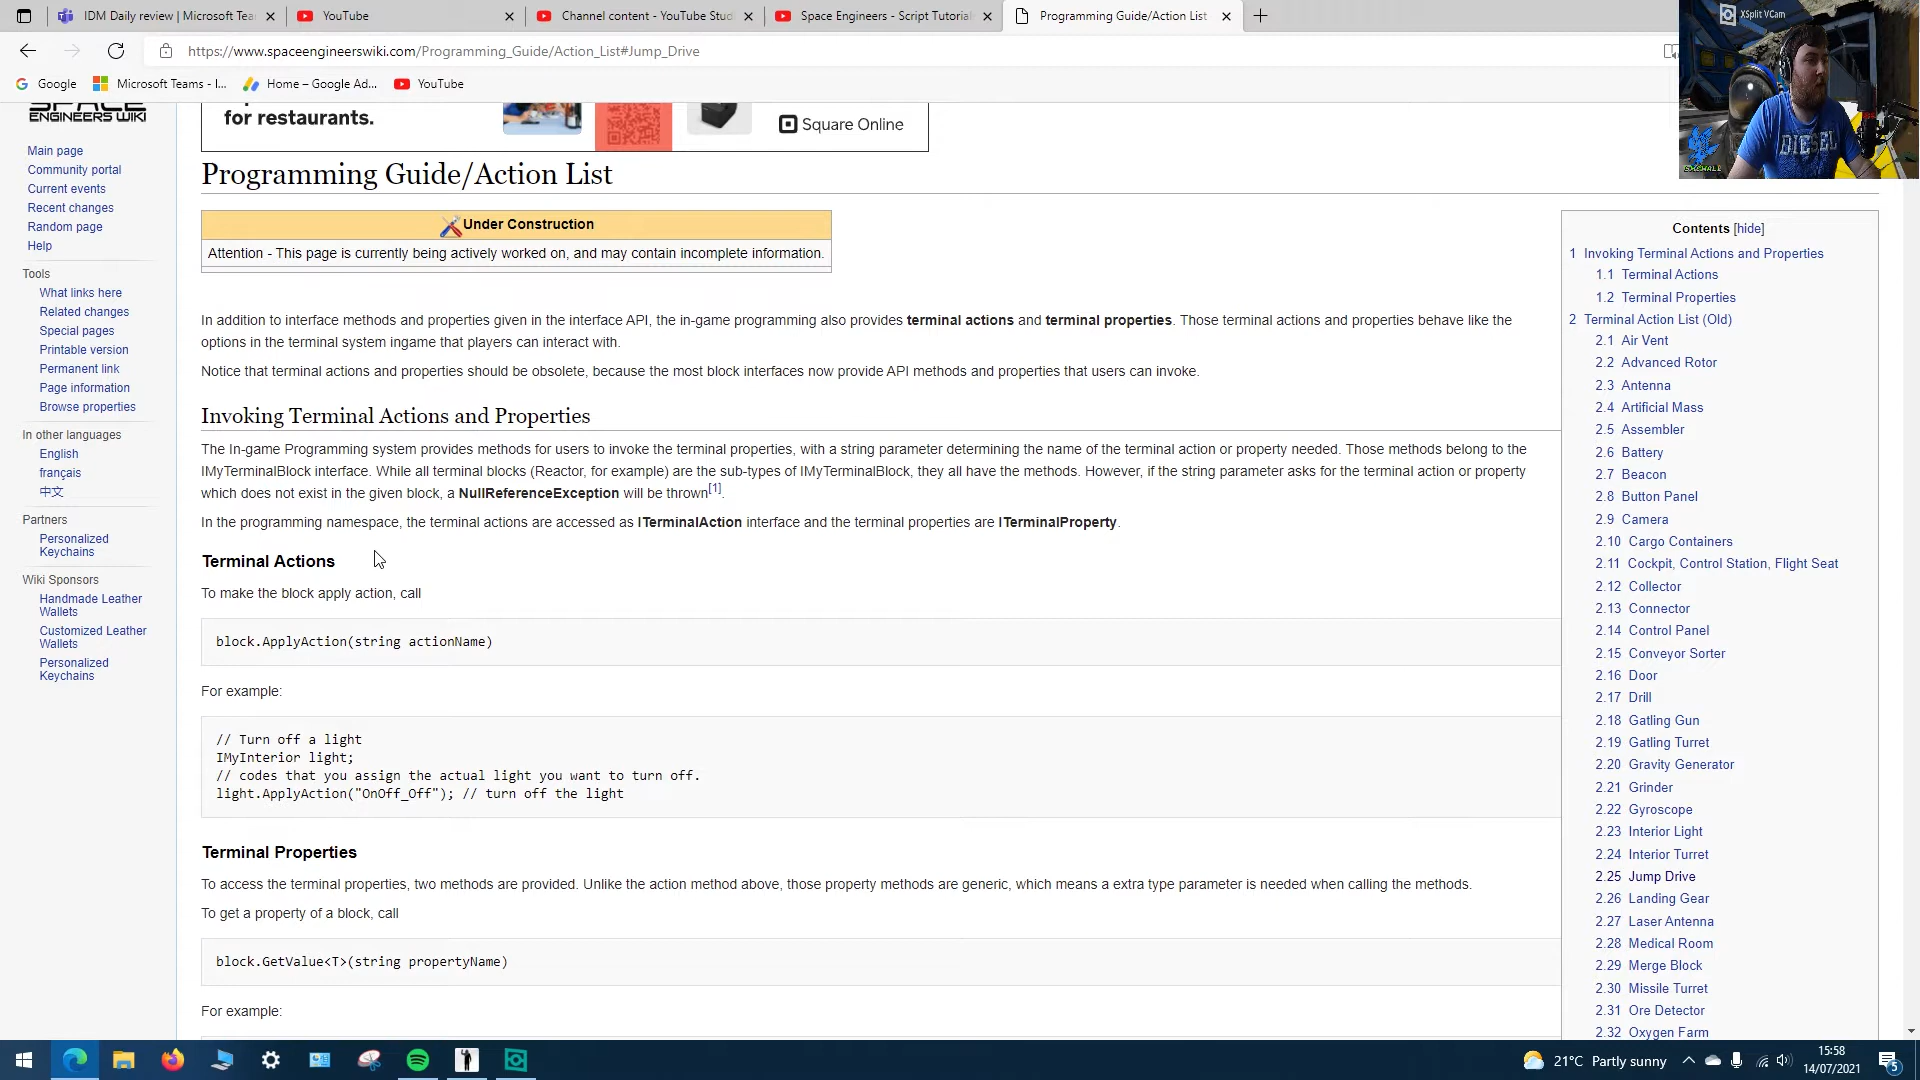 IDM Daily review | Microsoft Tea
YouTube
Channel content - YouTube Stud
Space Engineers - Script Tutorial
Programming Guide/Action List
XSplit VCam
https://www.spaceengineerswiki.com/Programming_Guide/Action_List#Jump_Drive
Google
Microsoft Teams - I...
Home – Google Ad...
YouTube
DIESEL
SPACE
ENGINEERS WIKI
Main page
Community portal
Current events
Recent changes
Random page
Help
Tools
What links here
Related changes
Special pages
Printable version
Permanent link
Page information
Browse properties
In other languages
English
français
中文
Partners
Personalized
Keychains
Wiki Sponsors
Handmade Leather
Wallets
Customized Leather
Wallets
Personalized
Keychains
for restaurants.
Square Online
Programming Guide/Action List
Under Construction
Attention - This page is currently being actively worked on, and may contain incomplete information.
In addition to interface methods and properties given in the interface API, the in-game programming also provides terminal actions and terminal properties. Those terminal actions and properties behave like the
options in the terminal system ingame that players can interact with.
Notice that terminal actions and properties should be obsolete, because the most block interfaces now provide API methods and properties that users can invoke.
Invoking Terminal Actions and Properties
The In-game Programming system provides methods for users to invoke the terminal properties, with a string parameter determining the name of the terminal action or property needed. Those methods belong to the
IMyTerminalBlock interface. While all terminal blocks (Reactor, for example) are the sub-types of IMyTerminalBlock, they all have the methods. However, if the string parameter asks for the terminal action or property
which does not exist in the given block, a NullReferenceException will be thrown[1].
In the programming namespace, the terminal actions are accessed as ITerminalAction interface and the terminal properties are ITerminalProperty.
Terminal Actions
To make the block apply action, call
block.ApplyAction(string actionName)
For example:
// Turn off a light
IMyInterior light;
// codes that you assign the actual light you want to turn off.
light.ApplyAction("OnOff_Off"); // turn off the light
Terminal Properties
To access the terminal properties, two methods are provided. Unlike the action method above, those property methods are generic, which means a extra type parameter is needed when calling the methods.
To get a property of a block, call
block.GetValue<T>(string propertyName)
For example:
Contents [hide]
1 Invoking Terminal Actions and Properties
1.1 Terminal Actions
1.2 Terminal Properties
2 Terminal Action List (Old)
2.1 Air Vent
2.2 Advanced Rotor
2.3 Antenna
2.4 Artificial Mass
2.5 Assembler
2.6 Battery
2.7 Beacon
2.8 Button Panel
2.9 Camera
2.10 Cargo Containers
2.11 Cockpit, Control Station, Flight Seat
2.12 Collector
2.13 Connector
2.14 Control Panel
2.15 Conveyor Sorter
2.16 Door
2.17 Drill
2.18 Gatling Gun
2.19 Gatling Turret
2.20 Gravity Generator
2.21 Grinder
2.22 Gyroscope
2.23 Interior Light
2.24 Interior Turret
2.25 Jump Drive
2.26 Landing Gear
2.27 Laser Antenna
2.28 Medical Room
2.29 Merge Block
2.30 Missile Turret
2.31 Ore Detector
2.32 Oxygen Farm
21°C Partly sunny
15:58
14/07/2021
5